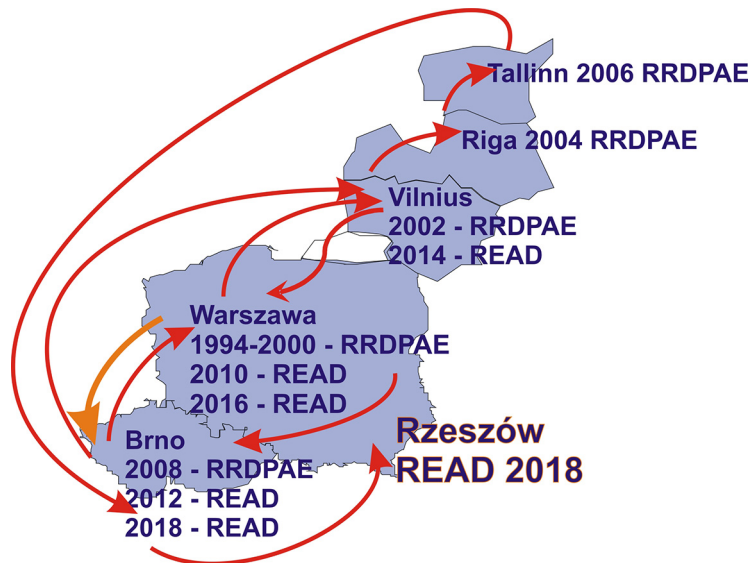 Tallinn 2006 RRDPAE
Riga 2004 RRDPAE
Vilnius
2002 - RRDPAE
2014 - READ
Warszawa
1994-2000 - RRDPAE
2010 - READ
2016 - READ
Rzeszów
READ 2018
Brno
2008 - RRDPAE
2012 - READ
2018 - READ